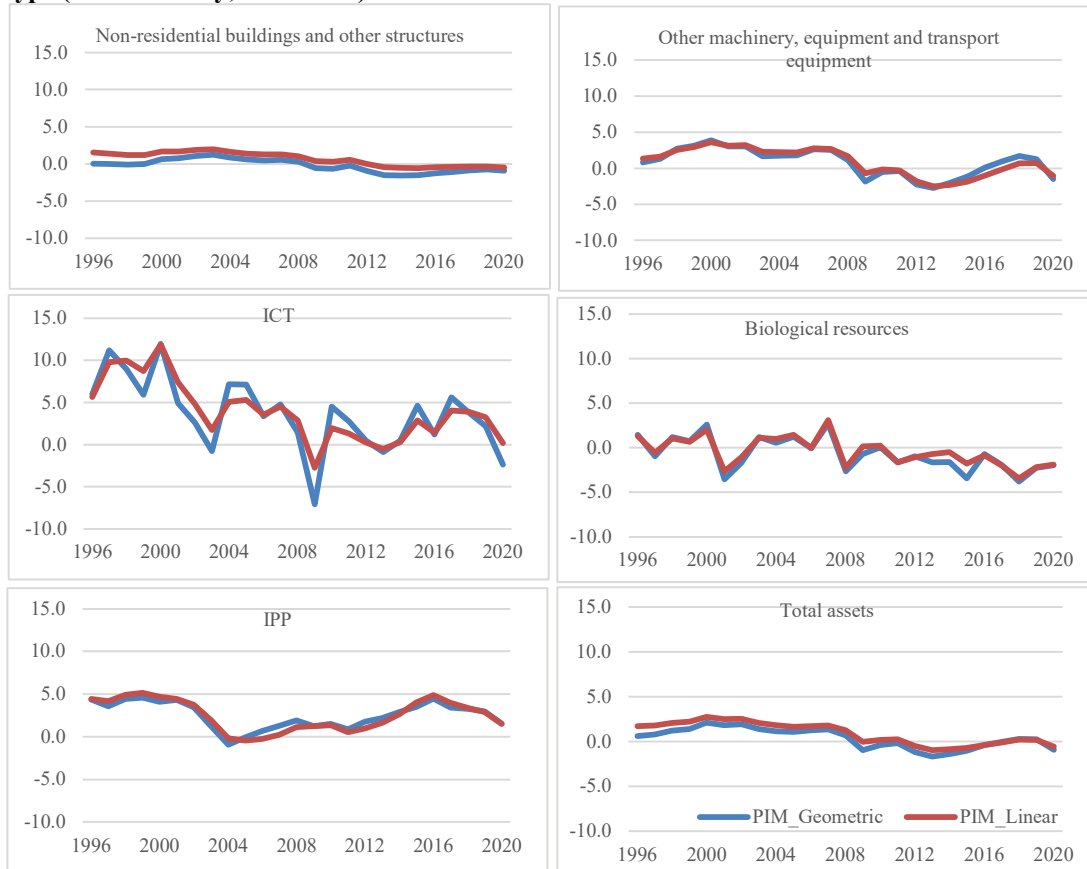 Non-residential buildings and other structures
15.0
10.0
5.0
0.0
-5.0
-10.0
1996 2000 2004 2008 2012 2016 2020
Other machinery, equipment and transport
equipment
15.0
10.0
5.0
0.0
-5.0
-10.0
1996 2000 2004 2008 2012 2016 2020
ICT
15.0
10.0
5.0
0.0
-5.0
-10.0
1996 2000 2004 2008 2012 2016 2020
Biological resources
15.0
10.0
5.0
0.0
-5.0
-10.0
1996 2000 2004 2008 2012 2016 2020
IPP
15.0
10.0
5.0
0.0
-5.0
-10.0
1996 2000 2004 2008 2012 2016 2020
Total assets
15.0
10.0
5.0
0.0
-5.0
-10.0
PIM_Geometric PIM_Linear
1996 2000 2004 2008 2012 2016 2020